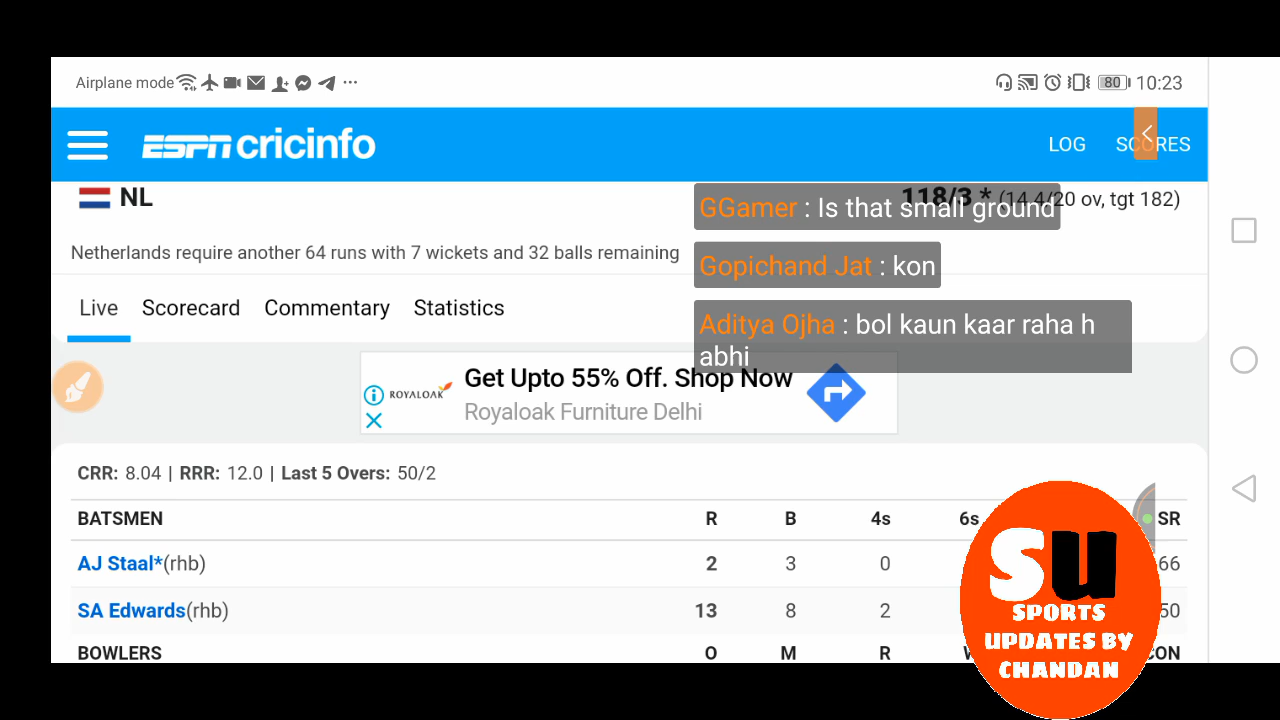 Airplane mode ... 80 10:23
ESPN cricinfo LOG SCORES
NL 118/3 * (14.4/20 ov, tgt 182)
GGamer : Is that small ground
Netherlands require another 64 runs with 7 wickets and 32 balls remaining
Gopichand Jat : kon
Live Scorecard Commentary Statistics
Aditya Ojha : bol kaun kaar raha h
abhi
ROYALOAK Get Upto 55% Off. Shop Now
Royaloak Furniture Delhi
CRR: 8.04 | RRR: 12.0 | Last 5 Overs: 50/2
BATSMEN R B 4s 6s SR
AJ Staal*(rhb) 2 3 0 66
SA Edwards(rhb) 13 8 2 50
BOWLERS O M R
SU
SPORTS
UPDATES BY
CHANDAN